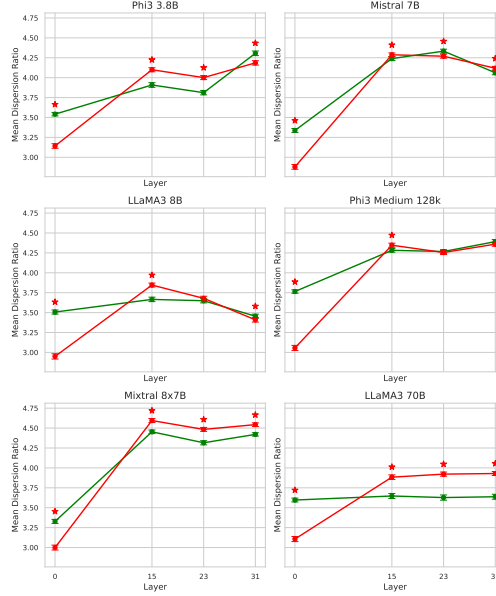 Phi3 3.8B
Mean Dispersion Ratio
4.75
4.50
4.25
4.00
3.75
3.50
3.25
3.00
Layer
Mistral 7B
Mean Dispersion Ratio
Layer
LLaMA3 8B
Mean Dispersion Ratio
4.75
4.50
4.25
4.00
3.75
3.50
3.25
3.00
Layer
Phi3 Medium 128k
Mean Dispersion Ratio
Layer
Mixtral 8x7B
Mean Dispersion Ratio
4.75
4.50
4.25
4.00
3.75
3.50
3.25
3.00
0 15 23 31
Layer
LLaMA3 70B
Mean Dispersion Ratio
0 15 23
Layer